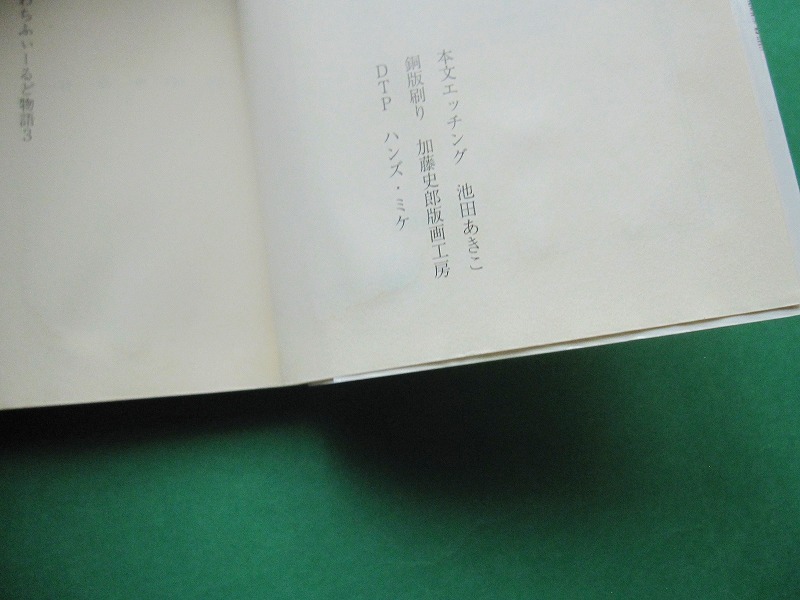 本文エッチング　池田あきこ
銅版刷り　加藤史郎版画工房
DTP　ハンズ・ミケ
わちふぃーるど物語3